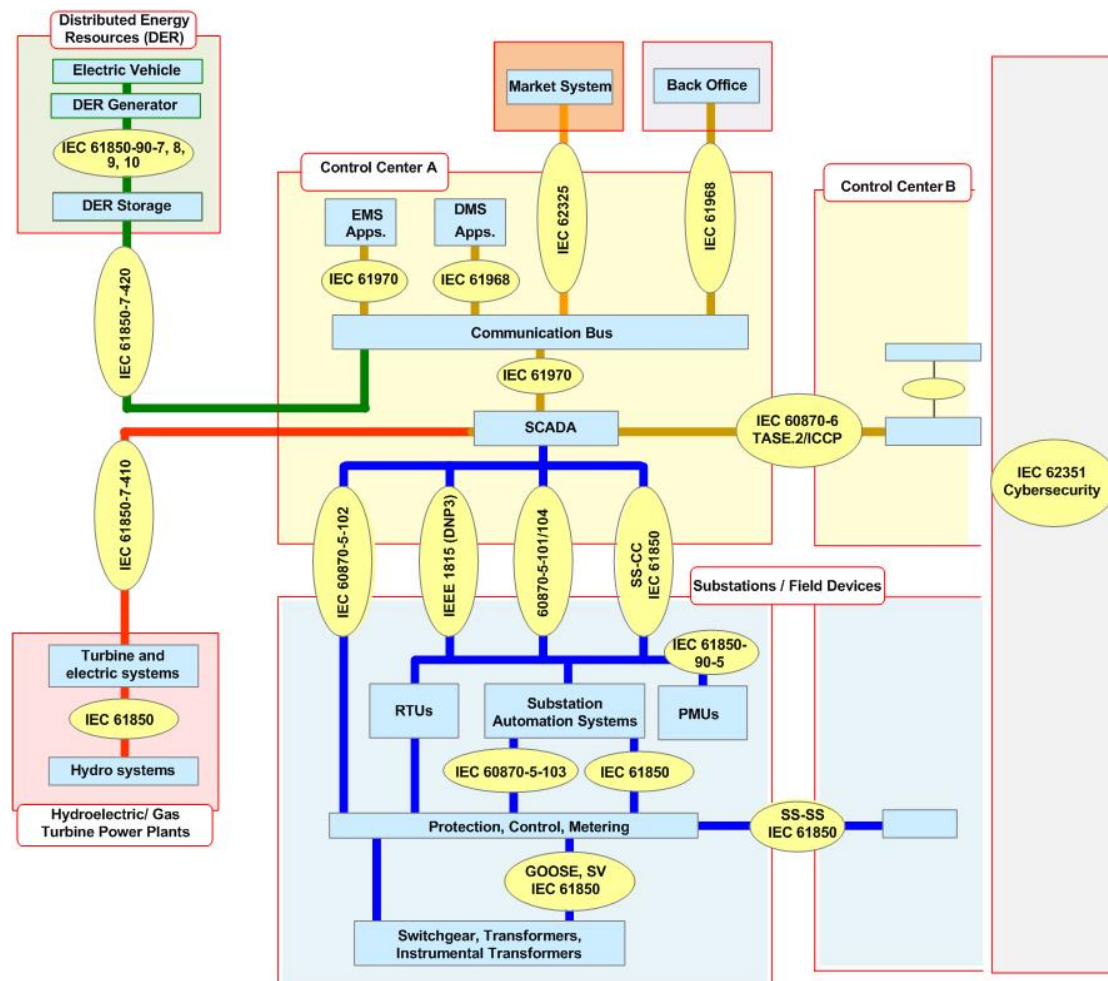 Distributed Energy
Resources (DER)
Electric Vehicle
DER Generator
IEC 61850-90-7, 8,
9, 10
DER Storage
IEC 61850-7-420
Market System
Back Office
IEC 62325
IEC 61968
Control Center A
EMS
Apps.
DMS
Apps.
IEC 61970
IEC 61968
Communication Bus
IEC 61970
SCADA
Control Center B
IEC 60870-6
TASE.2/ICCP
IEC 62351
Cybersecurity
IEC 61850-7-410
IEC 60870-5-102
IEEE 1815 (DNP3)
60870-5-101/104
SS-CC
IEC 61850
Substations / Field Devices
IEC 61850-
90-5
Turbine and
electric systems
IEC 61850
Hydro systems
Hydroelectric/ Gas
Turbine Power Plants
RTUs
Substation
Automation Systems
PMUs
IEC 60870-5-103
IEC 61850
Protection, Control, Metering
SS-SS
IEC 61850
GOOSE, SV
IEC 61850
Switchgear, Transformers,
Instrumental Transformers